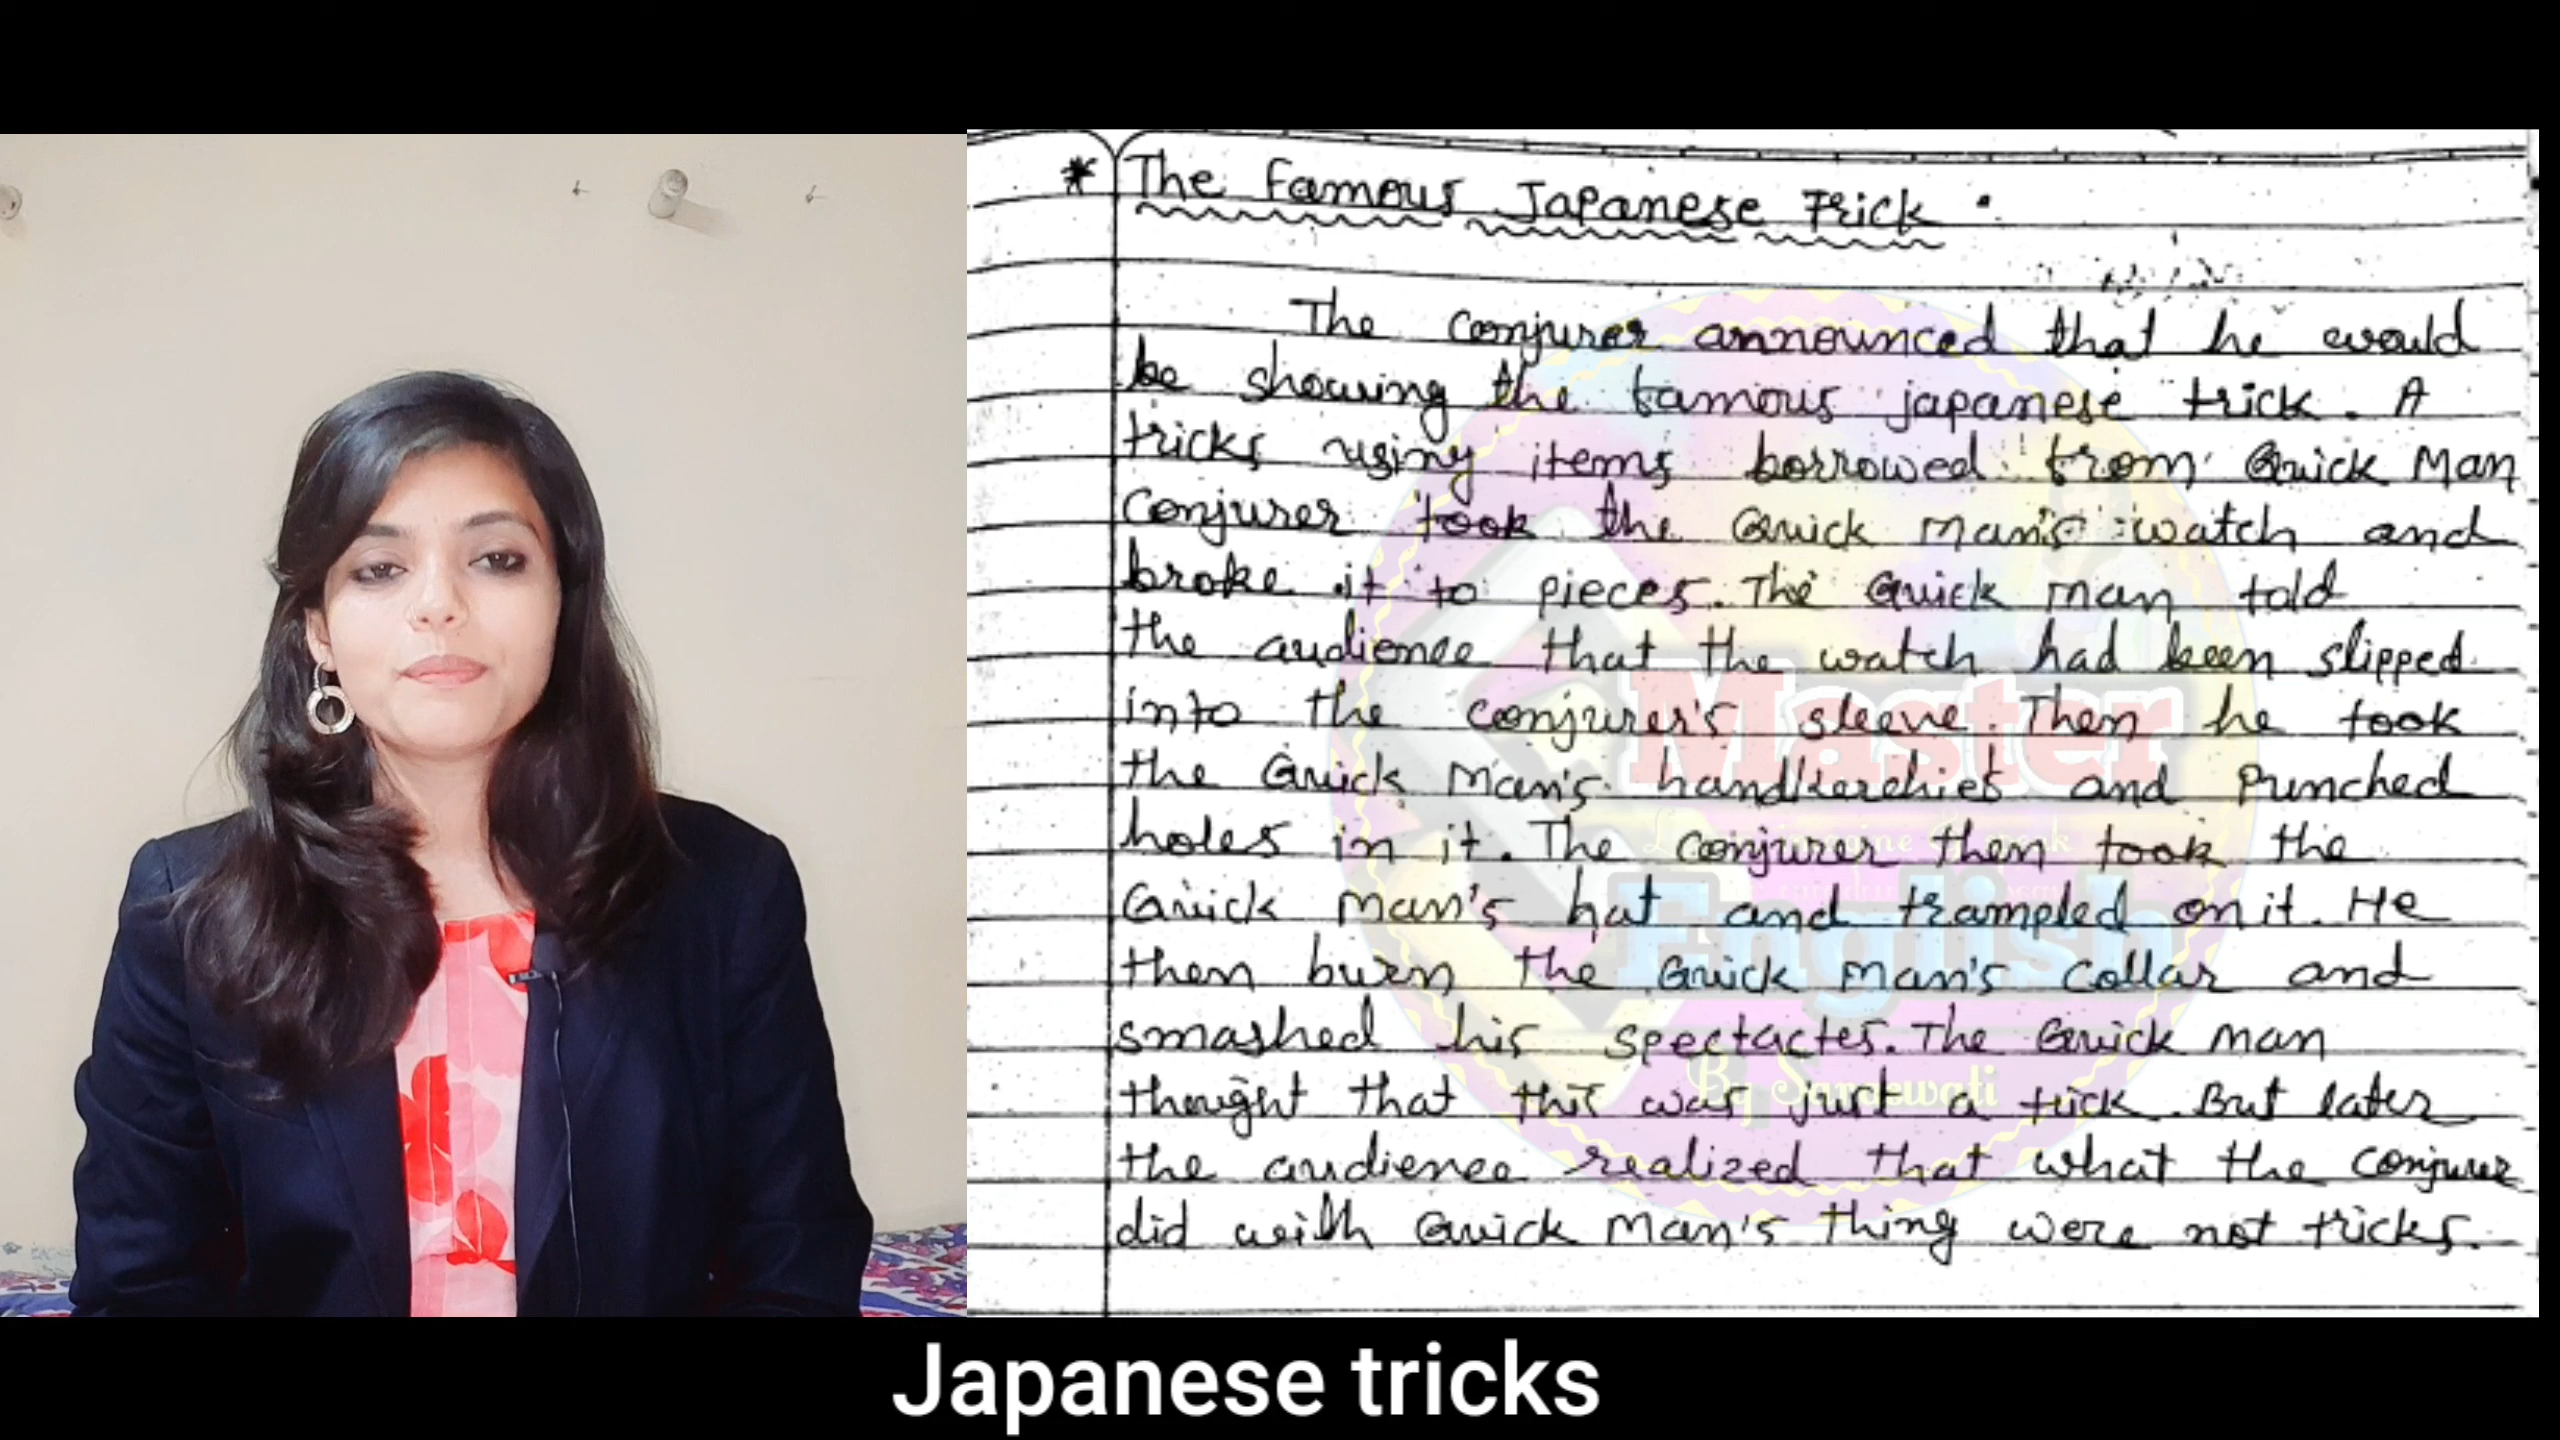 * The Famous Japanese Trick .
The conjurer announced that he would
be showing the famous japanese trick. A
tricks using items borrowed from Quick Man
Conjurer took the Quick Man's watch and
broke it to pieces. The Quick man told
the audience that the watch had been slipped
into the conjurer's sleeve. Then he took
the Quick Man's handkerchief and punched
holes in it. The conjurer then took the
Quick Man's hat and trampled on it. He
then burn the Quick man's collar and
smashed his spectactes. The Quick man
thought that this was just a trick. But later
the audience realized that what the conjurer
did with Quick Man's thing were not tricks.
Master
English
By Saraswati
Japanese tricks